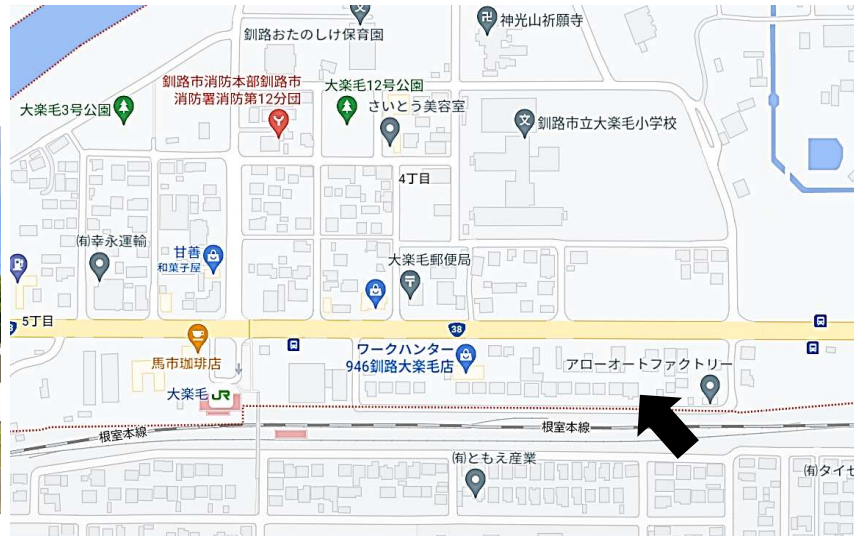 釧路おたのしけ保育園
神光山祈願寺
釧路市消防本部釧路市
消防署消防第12分団
大楽毛12号公園
大楽毛3号公園
さいとう美容室
釧路市立大楽毛小学校
4丁目
㈲幸永運輸
甘善
和菓子屋
大楽毛郵便局
5丁目
38
馬市珈琲店
ワークハンター
946釧路大楽毛店
アローオートファクトリー
大楽毛
JR
根室本線
根室本線
㈲ともえ産業
㈲タイセ